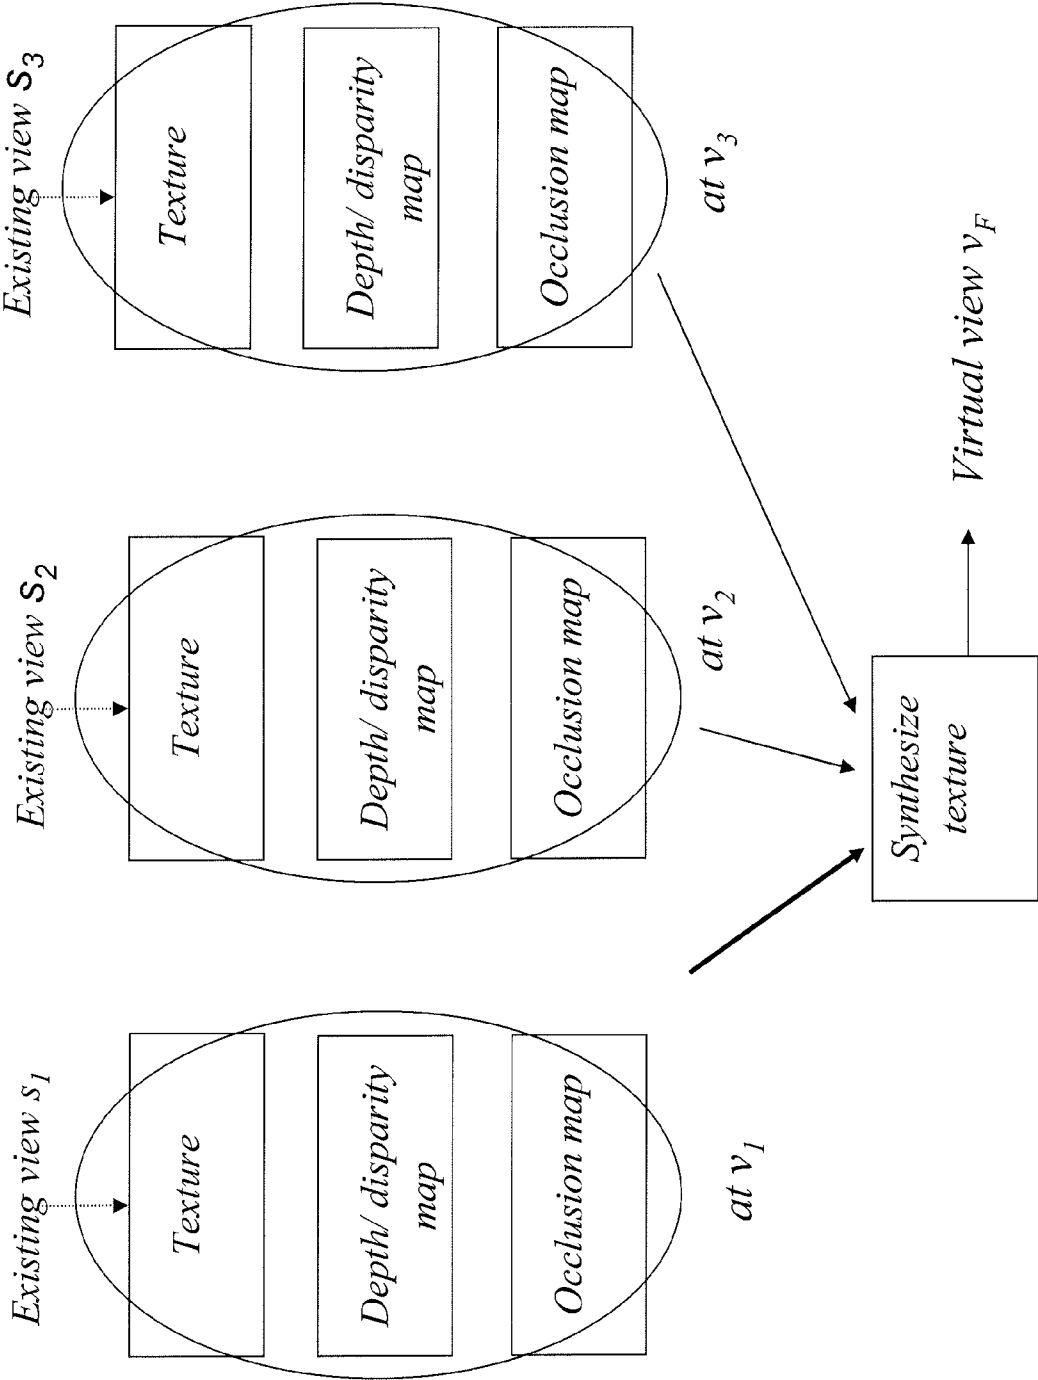 Existing view s1
Texture
Depth/ disparity
map
Occlusion map
at v1
Existing view s2
Texture
Depth/ disparity
map
Occlusion map
at v2
Existing view s3
Texture
Depth/ disparity
map
Occlusion map
at v3
Synthesize
texture
Virtual view vF